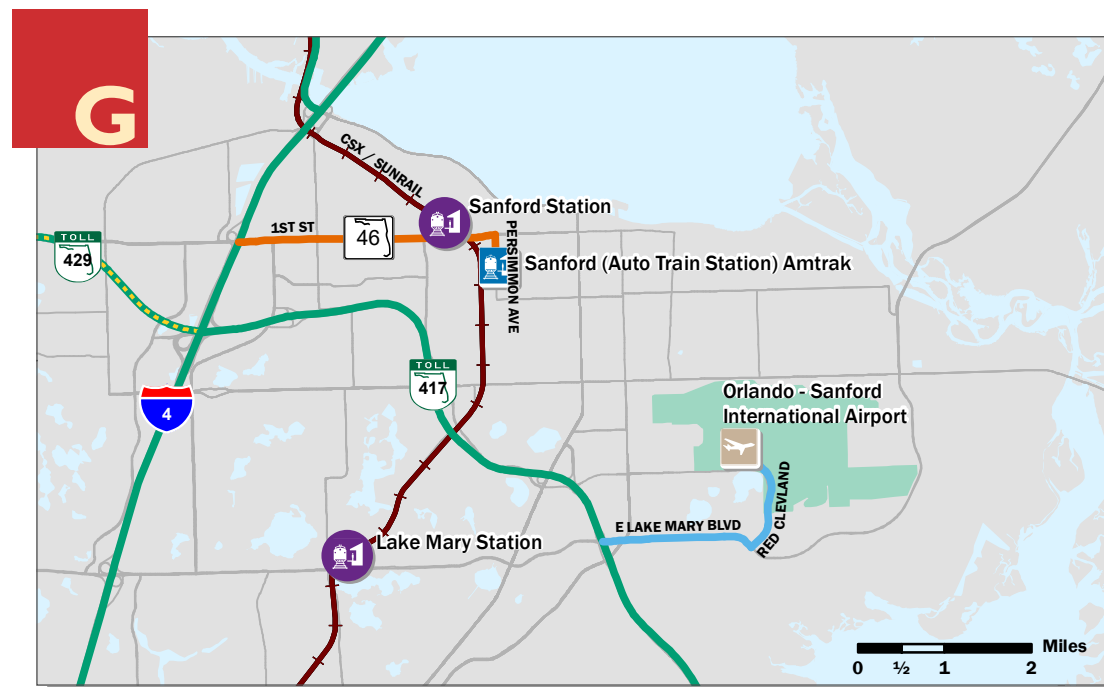 G
CSX / SUNRAIL
Sanford Station
1ST ST
46
PERSIMMON AVE
TOLL
429
Sanford (Auto Train Station) Amtrak
TOLL
417
4
Orlando - Sanford
International Airport
RED CLEVLAND
E LAKE MARY BLVD
Lake Mary Station
Miles
0 ½ 1 2